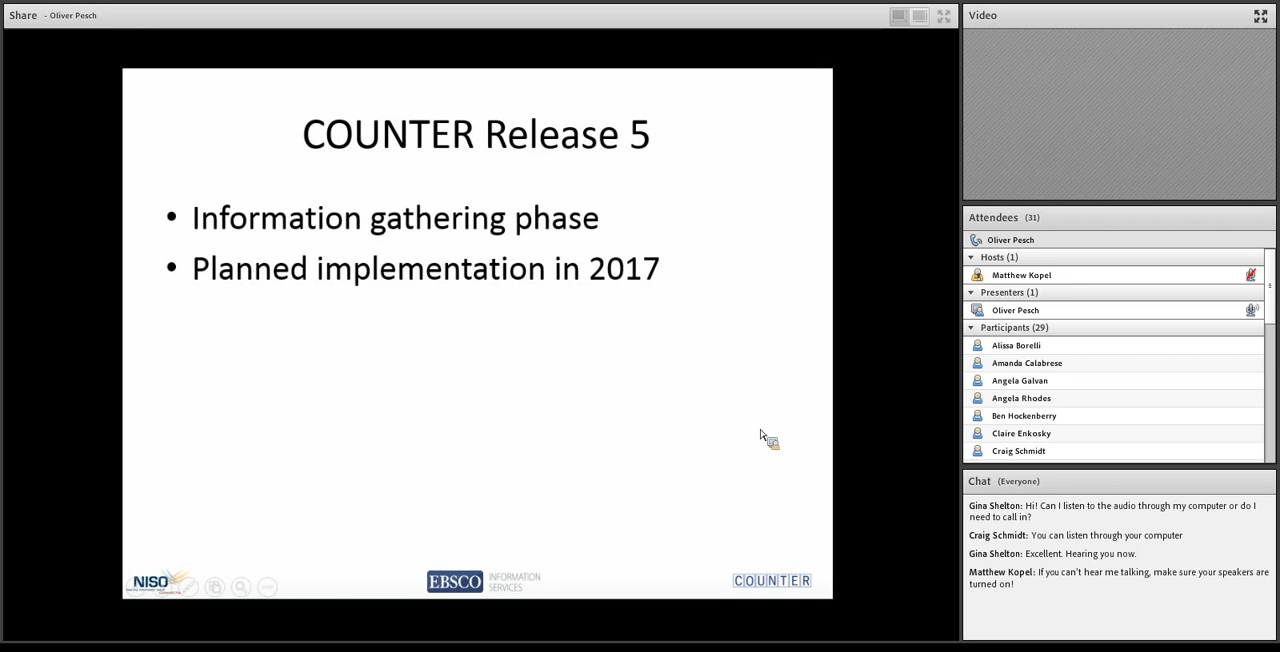 Share - Oliver Pesch
COUNTER Release 5
• Information gathering phase
• Planned implementation in 2017
NISO
EBSCO INFORMATION
SERVICES
COUNTER
Video
Attendees (31)
Oliver Pesch
Hosts (1)
Matthew Kopel
Presenters (1)
Oliver Pesch
Participants (29)
Alissa Borelli
Amanda Calabrese
Angela Galvan
Angela Rhodes
Ben Hockenberry
Claire Enkosky
Craig Schmidt
Chat (Everyone)
Gina Shelton: Hi! Can I listen to the audio through my computer or do I
need to call in?
Craig Schmidt: You can listen through your computer
Gina Shelton: Excellent. Hearing you now.
Matthew Kopel: If you can't hear me talking, make sure your speakers are
turned on!